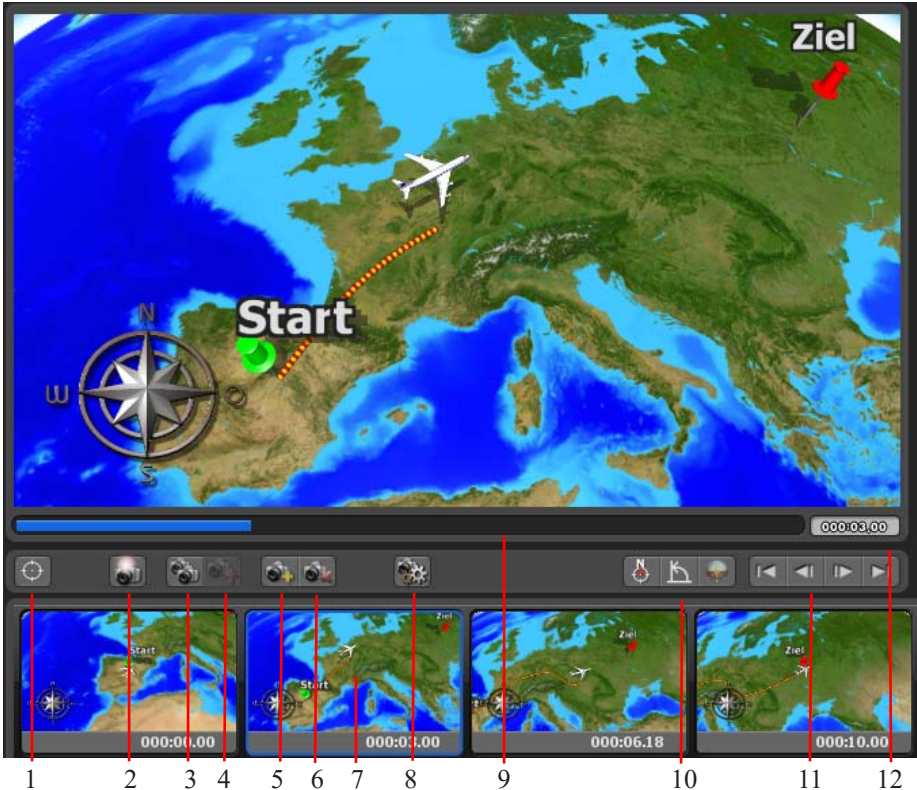 Ziel
Start
N
W
O
S
000:03,00
N
Start
000:00.00
Ziel
Start
000:03.00
Ziel
000:06.18
Ziel
000:10.00
1 2 3 4 5 6 7 8 9 10 11 12